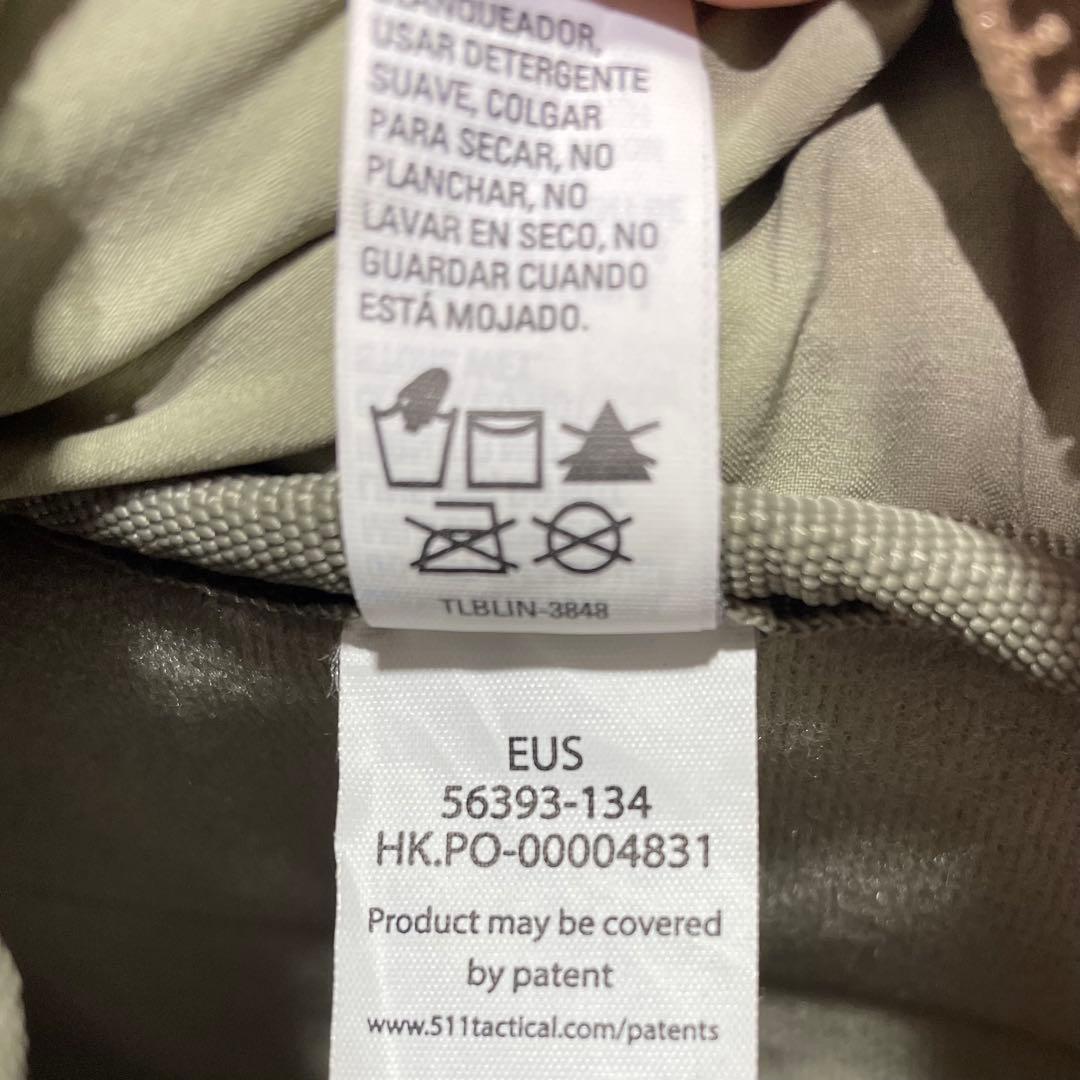 BLANQUEADOR,
USAR DETERGENTE
SUAVE, COLGAR
PARA SECAR, NO
PLANCHAR, NO
LAVAR EN SECO, NO
GUARDAR CUANDO
ESTÁ MOJADO.
TLBLIN-3848
EUS
56393-134
HK.PO-00004831
Product may be covered
by patent
www.511tactical.com/patents